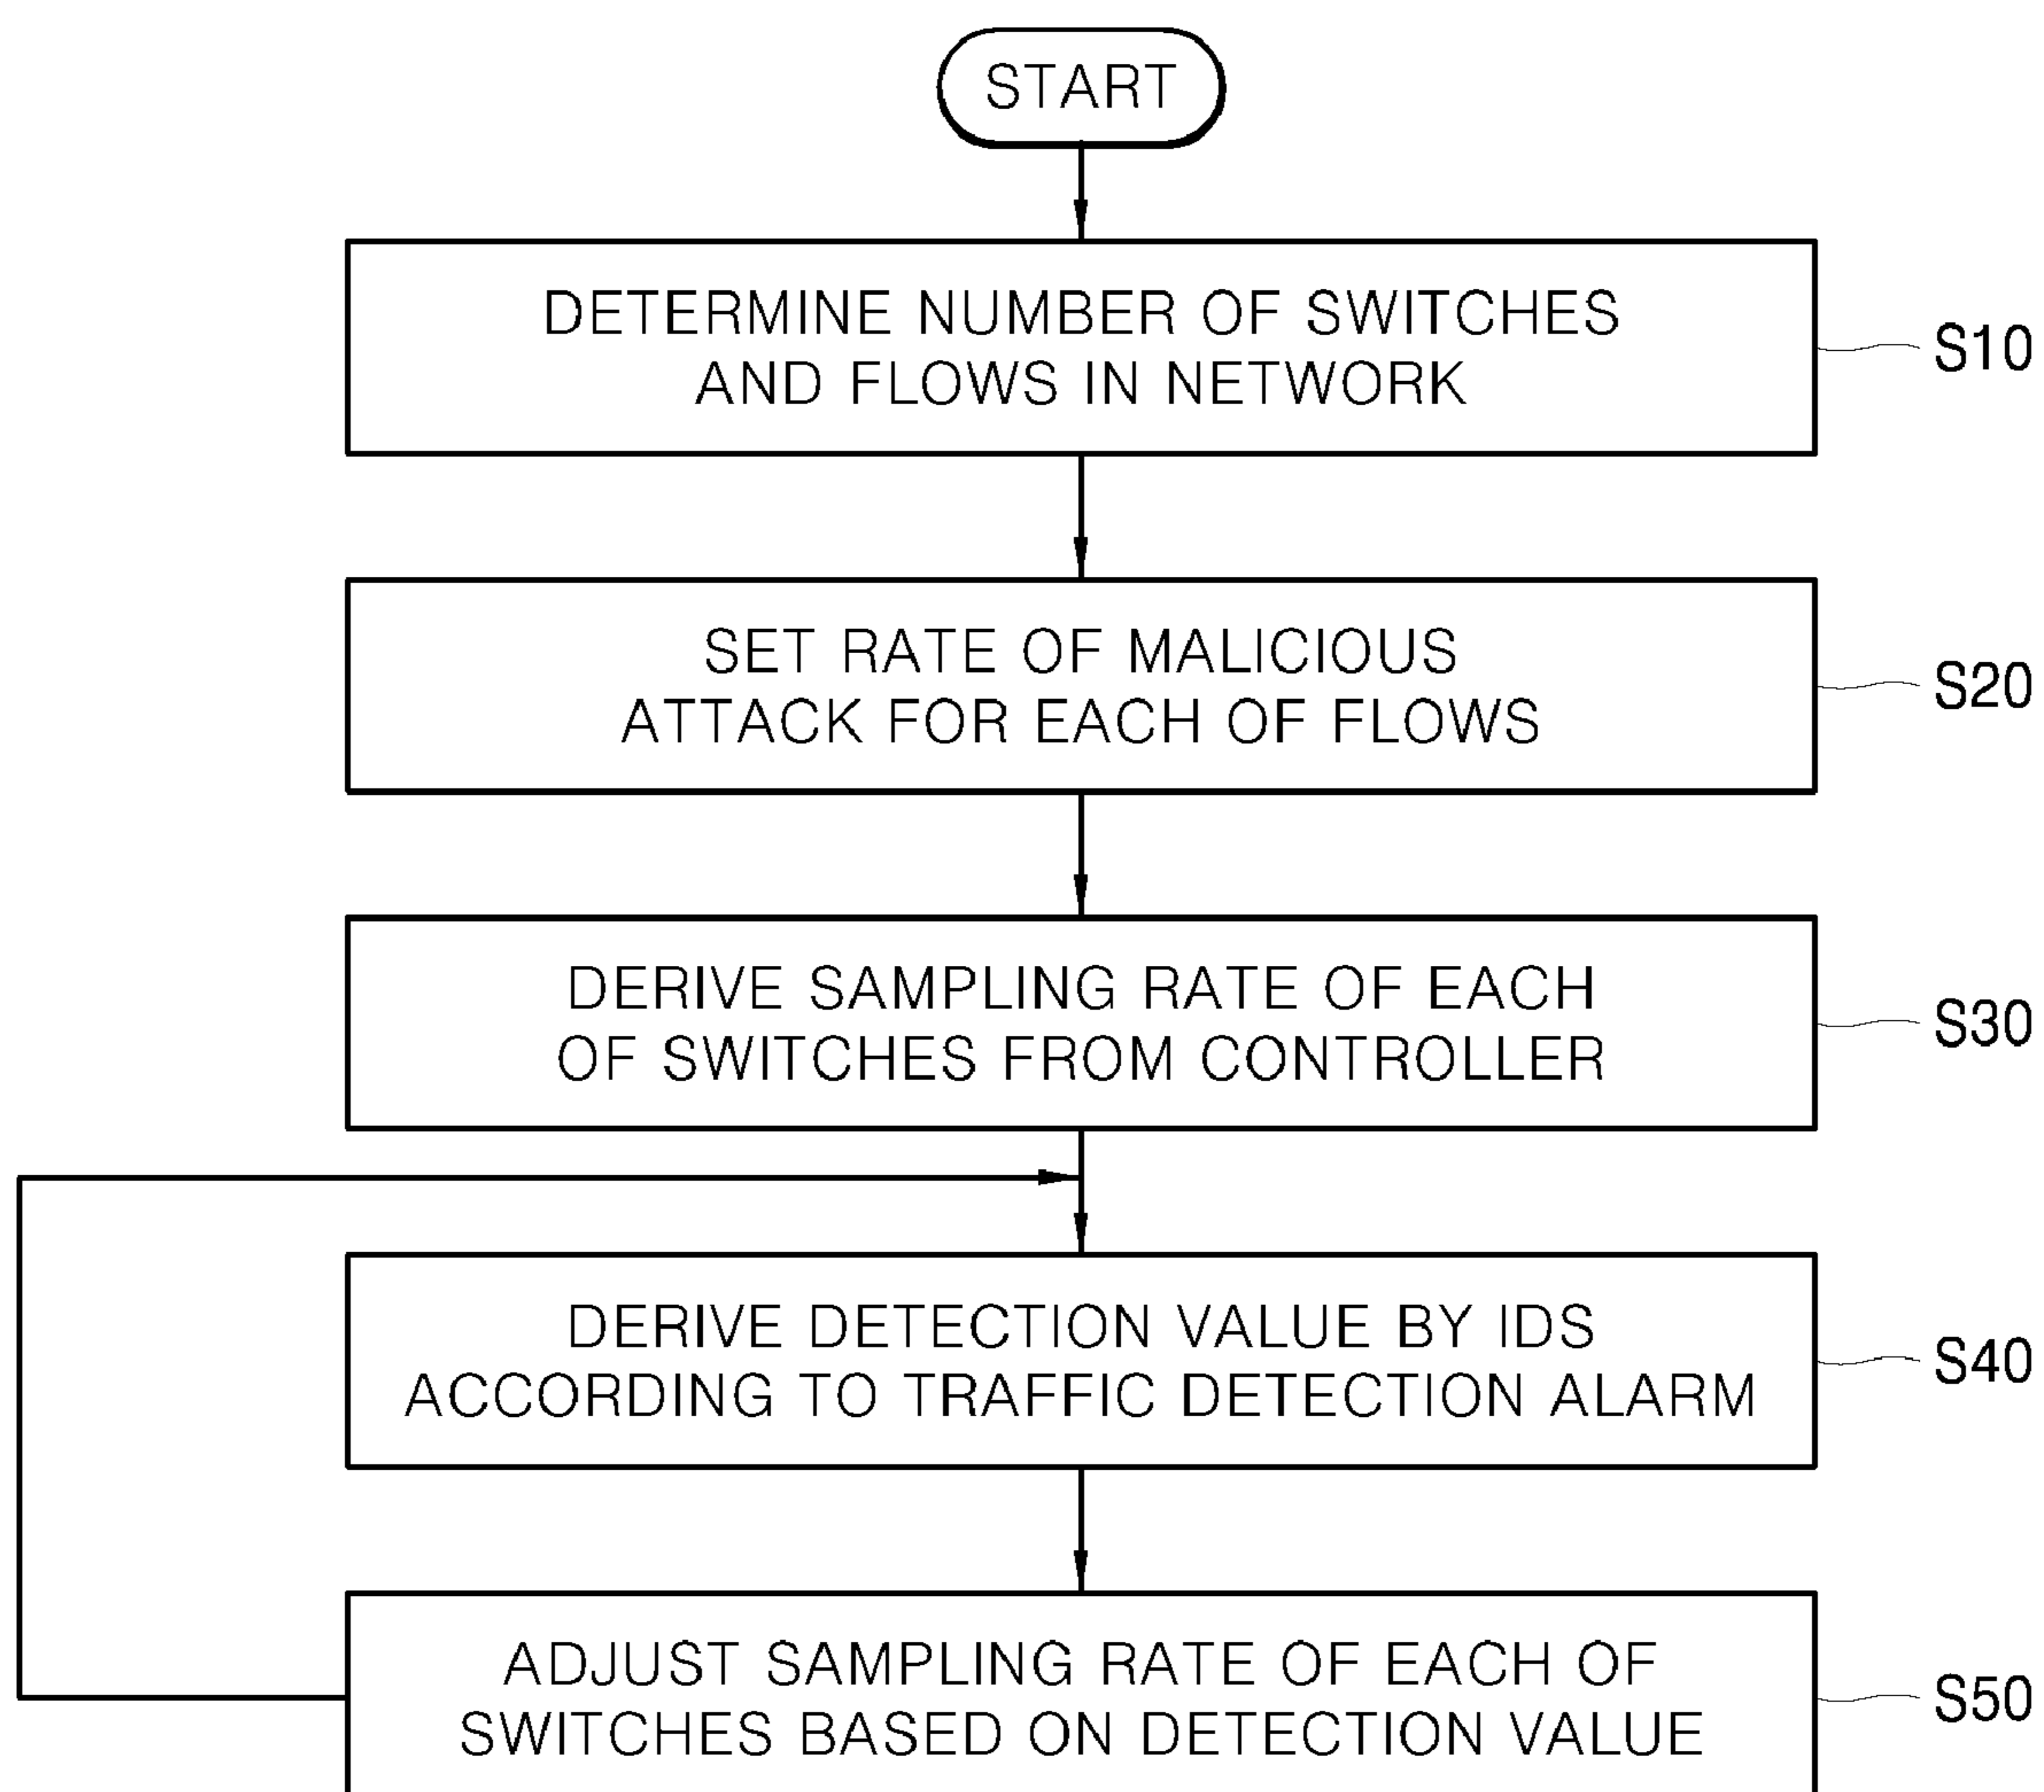 START
DETERMINE NUMBER OF SWITCHES
AND FLOWS IN NETWORK
S10
SET RATE OF MALICIOUS
ATTACK FOR EACH OF FLOWS
S20
DERIVE SAMPLING RATE OF EACH
OF SWITCHES FROM CONTROLLER
S30
DERIVE DETECTION VALUE BY IDS
ACCORDING TO TRAFFIC DETECTION ALARM
S40
ADJUST SAMPLING RATE OF EACH OF
SWITCHES BASED ON DETECTION VALUE
S50